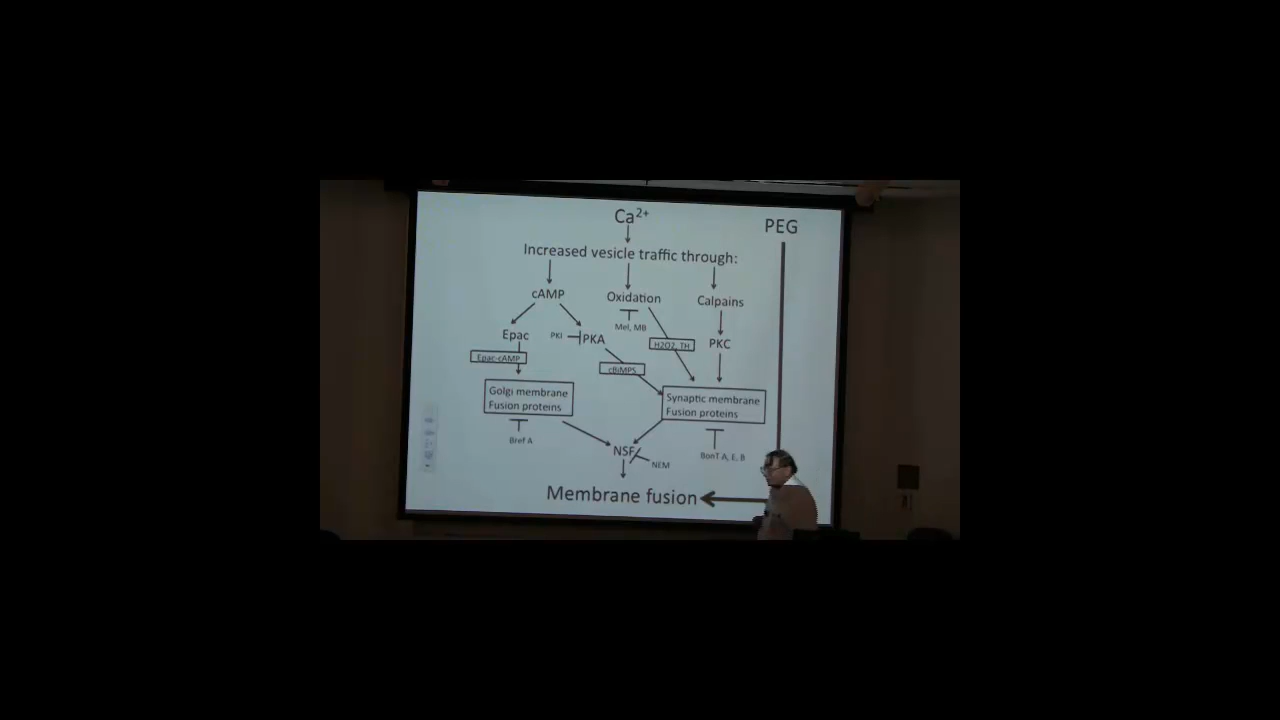 Ca2+
PEG
Increased vesicle traffic through:
cAMP
Oxidation
Calpains
Mel, MB
Epac
PKI
PKA
H2O2, TH
PKC
Epac-cAMP
cBiMPS
Golgi membrane
Fusion proteins
Synaptic membrane
Fusion proteins
Bref A
NSF
NEM
BonT A, E, B
Membrane fusion